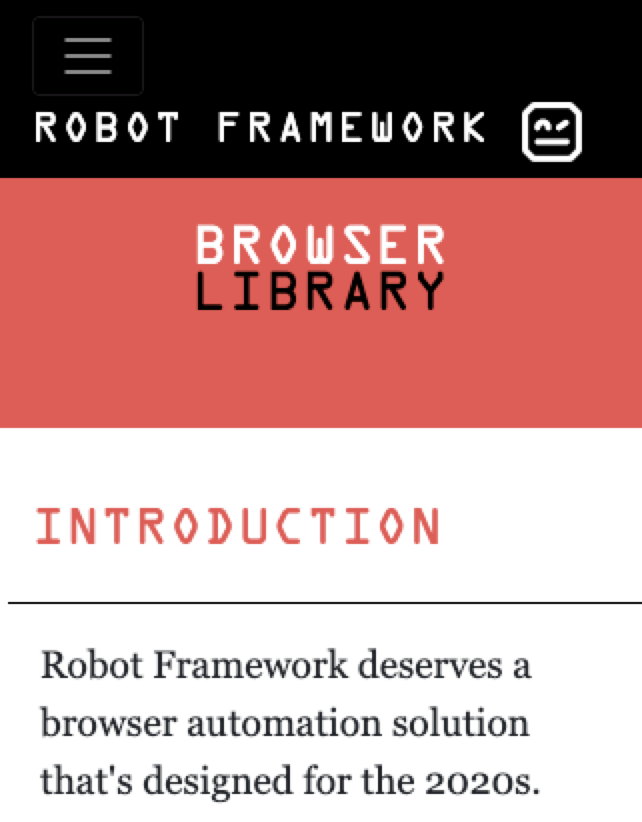 ROBOT FRAMEWORK
BROWSER
LIBRARY
INTRODUCTION
Robot Framework deserves a
browser automation solution
that's designed for the 2020s.